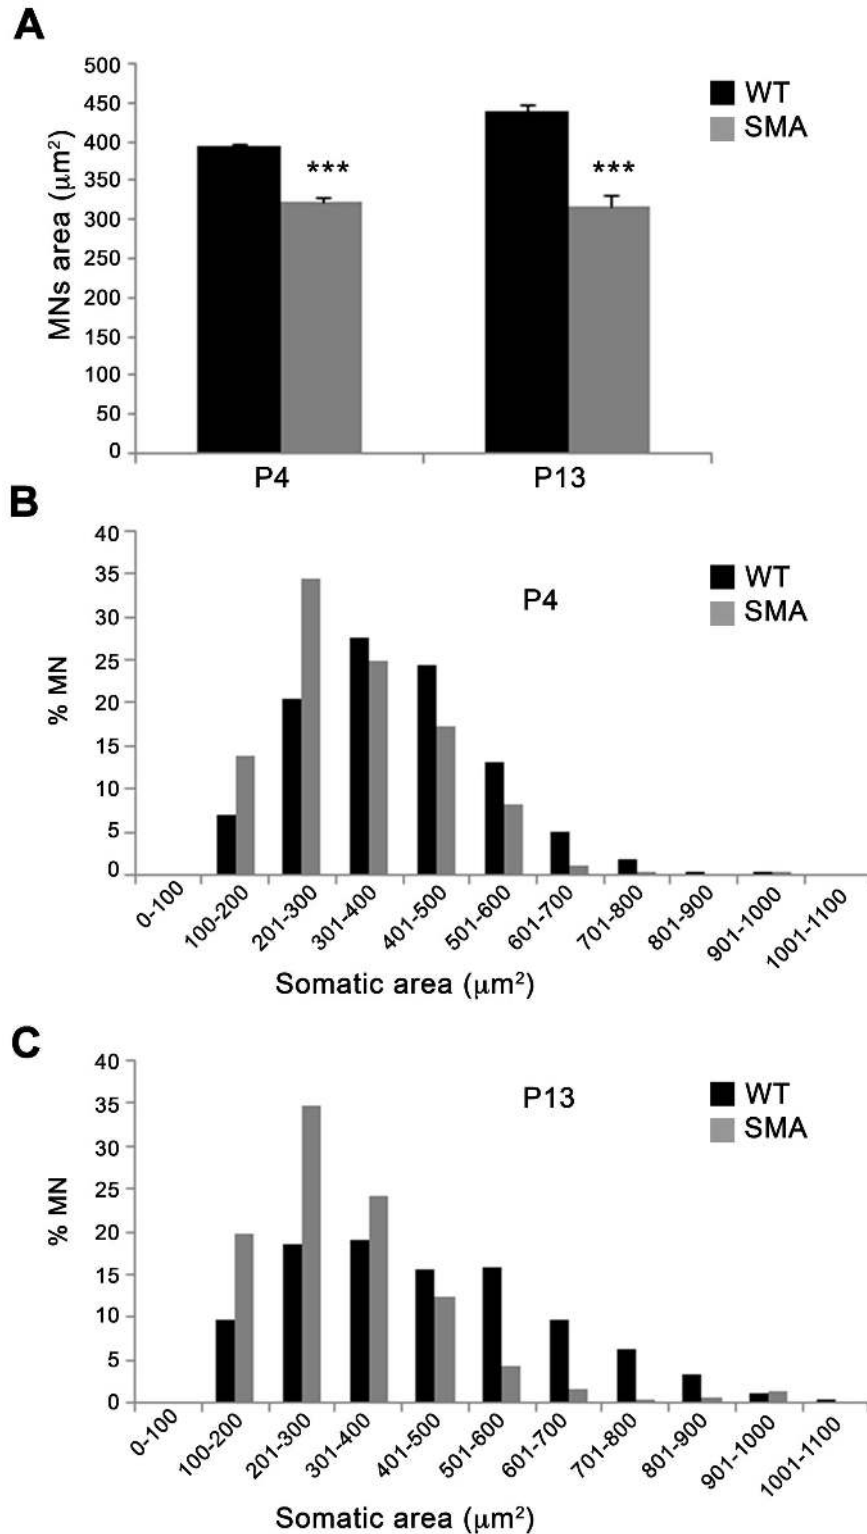 A
500
450
400
350
300
250
200
150
100
50
0
MNs area (μm²)
WT
SMA
***
***
P4
P13
B
40
35
30
25
20
15
10
5
0
% MN
P4
WT
SMA
0-100
100-200
201-300
301-400
401-500
501-600
601-700
701-800
801-900
901-1000
1001-1100
Somatic area (μm²)
C
40
35
30
25
20
15
10
5
0
% MN
P13
WT
SMA
0-100
100-200
201-300
301-400
401-500
501-600
601-700
701-800
801-900
901-1000
1001-1100
Somatic area (μm²)